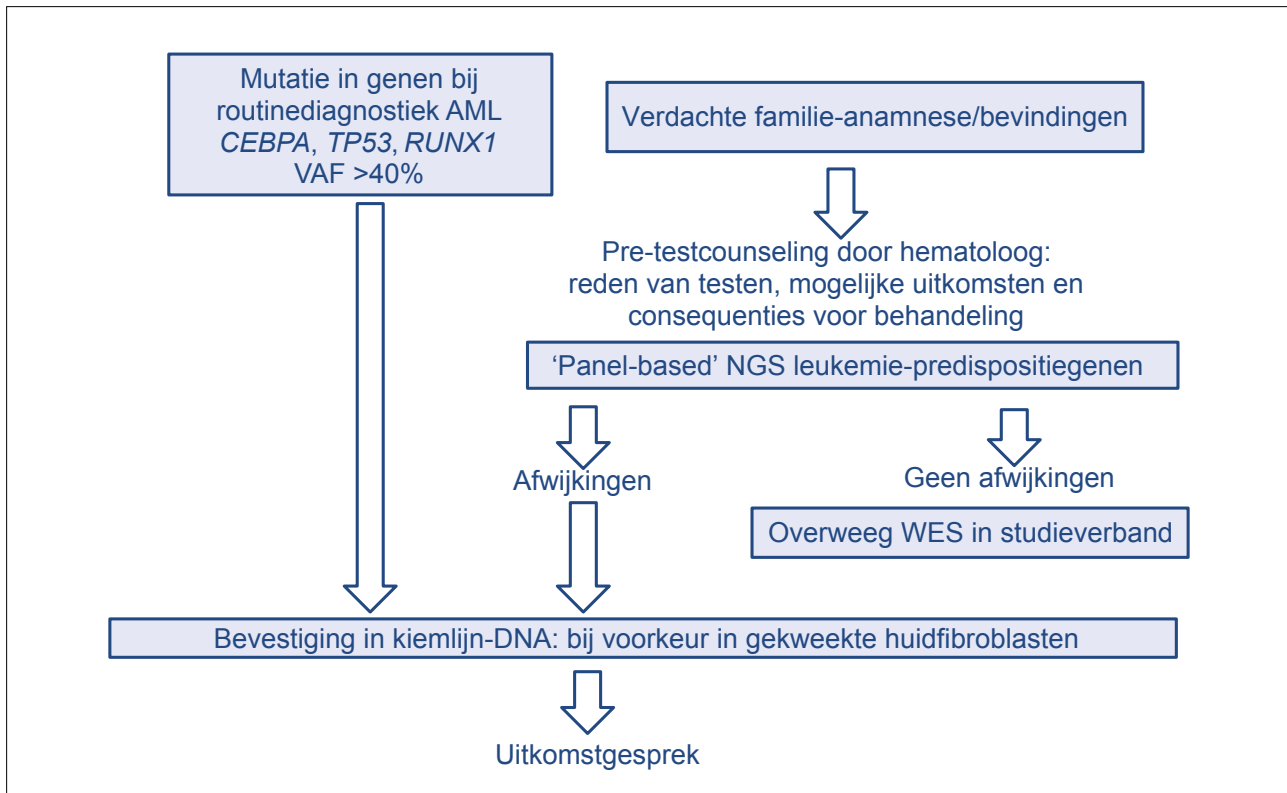 Mutatie in genen bij
routinediagnostiek AML
CEBPA, TP53, RUNX1
VAF >40%
Verdachte familie-anamnese/bevindingen
Pre-testcounseling door hematoloog:
reden van testen, mogelijke uitkomsten en
consequenties voor behandeling
‘Panel-based’ NGS leukemie-predispositiegenen
Afwijkingen
Geen afwijkingen
Overweeg WES in studieverband
Bevestiging in kiemlijn-DNA: bij voorkeur in gekweekte huidfibroblasten
Uitkomstgesprek